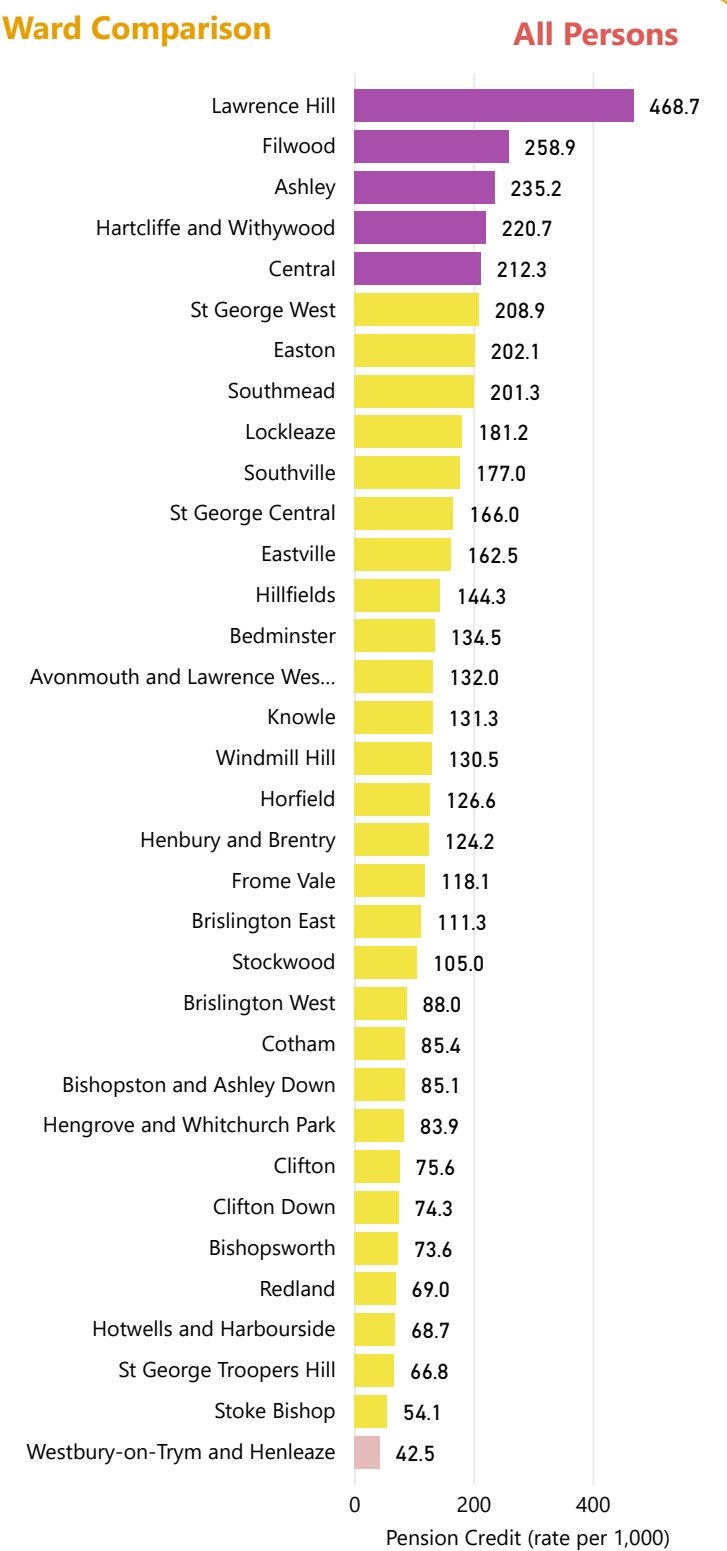 Ward Comparison
All Persons
Lawrence Hill 468.7
Filwood 258.9
Ashley 235.2
Hartcliffe and Withywood 220.7
Central 212.3
St George West 208.9
Easton 202.1
Southmead 201.3
Lockleaze 181.2
Southville 177.0
St George Central 166.0
Eastville 162.5
Hillfields 144.3
Bedminster 134.5
Avonmouth and Lawrence Wes... 132.0
Knowle 131.3
Windmill Hill 130.5
Horfield 126.6
Henbury and Brentry 124.2
Frome Vale 118.1
Brislington East 111.3
Stockwood 105.0
Brislington West 88.0
Cotham 85.4
Bishopston and Ashley Down 85.1
Hengrove and Whitchurch Park 83.9
Clifton 75.6
Clifton Down 74.3
Bishopsworth 73.6
Redland 69.0
Hotwells and Harbourside 68.7
St George Troopers Hill 66.8
Stoke Bishop 54.1
Westbury-on-Trym and Henleaze 42.5
0 200 400
Pension Credit (rate per 1,000)